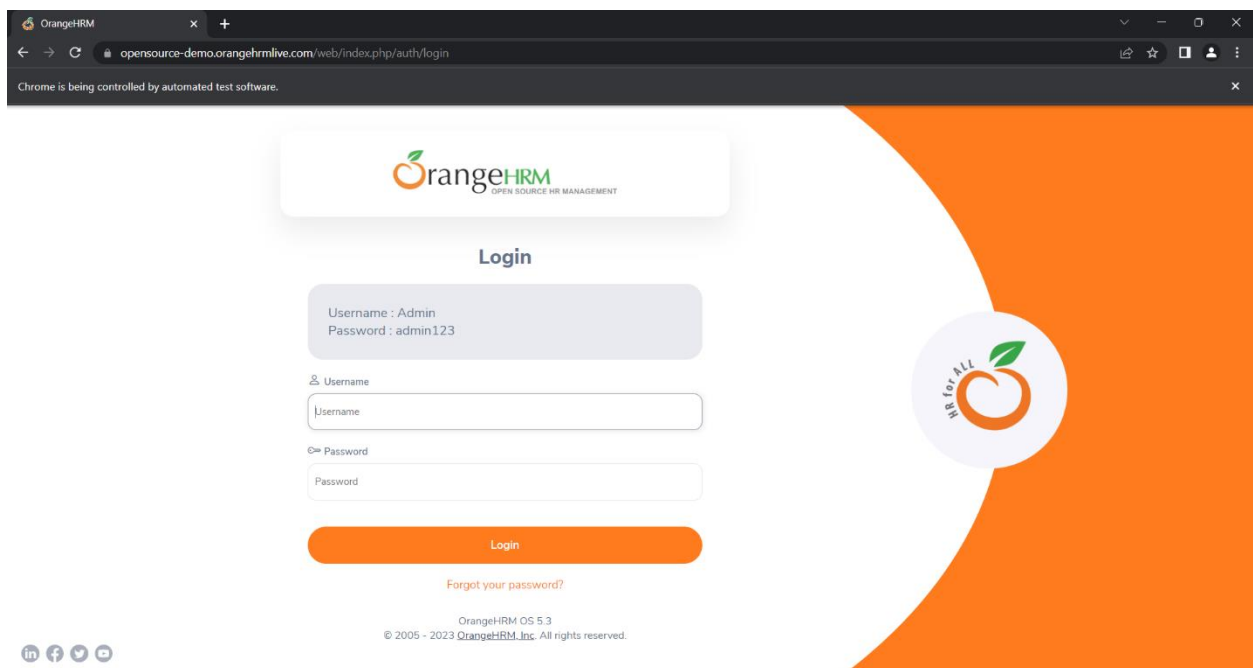 OrangeHRM
opensource-demo.orangehrmlive.com/web/index.php/auth/login
Chrome is being controlled by automated test software.
OrangeHRM
OPEN SOURCE HR MANAGEMENT
Login
Username : Admin
Password : admin123
Username
Username
Password
Password
Login
Forgot your password?
OrangeHRM OS 5.3
© 2005 - 2023 OrangeHRM, Inc. All rights reserved.
HR for ALL